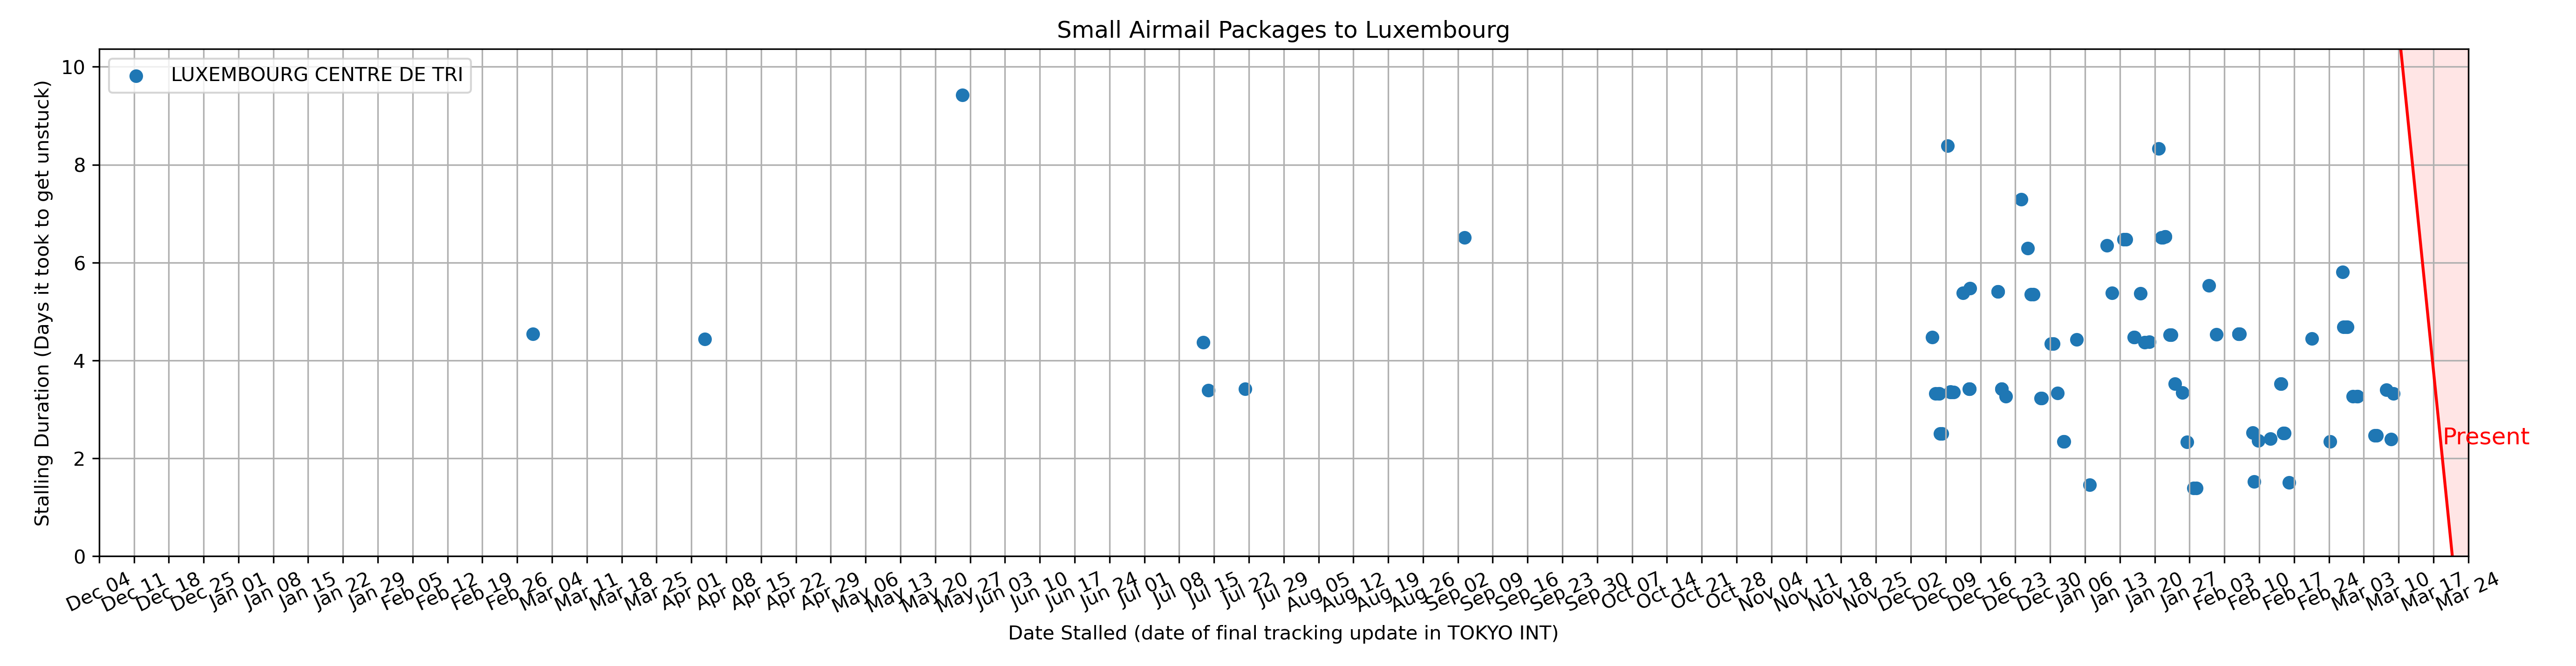 Small Airmail Packages to Luxembourg
LUXEMBOURG CENTRE DE TRI
Stalling Duration (Days it took to get unstuck)
10
8
6
4
2
0
Present
Dec 04
Dec 11
Dec 18
Dec 25
Jan 01
Jan 08
Jan 15
Jan 22
Jan 29
Feb 05
Feb 12
Feb 19
Feb 26
Mar 04
Mar 11
Mar 18
Mar 25
Apr 01
Apr 08
Apr 15
Apr 22
Apr 29
May 06
May 13
May 20
May 27
Jun 03
Jun 10
Jun 17
Jun 24
Jul 01
Jul 08
Jul 15
Jul 22
Jul 29
Aug 05
Aug 12
Aug 19
Aug 26
Sep 02
Sep 09
Sep 16
Sep 23
Sep 30
Oct 07
Oct 14
Oct 21
Oct 28
Nov 04
Nov 11
Nov 18
Nov 25
Dec 02
Dec 09
Dec 16
Dec 23
Dec 30
Jan 06
Jan 13
Jan 20
Jan 27
Feb 03
Feb 10
Feb 17
Feb 24
Mar 03
Mar 10
Mar 17
Mar 24
Date Stalled (date of final tracking update in TOKYO INT)